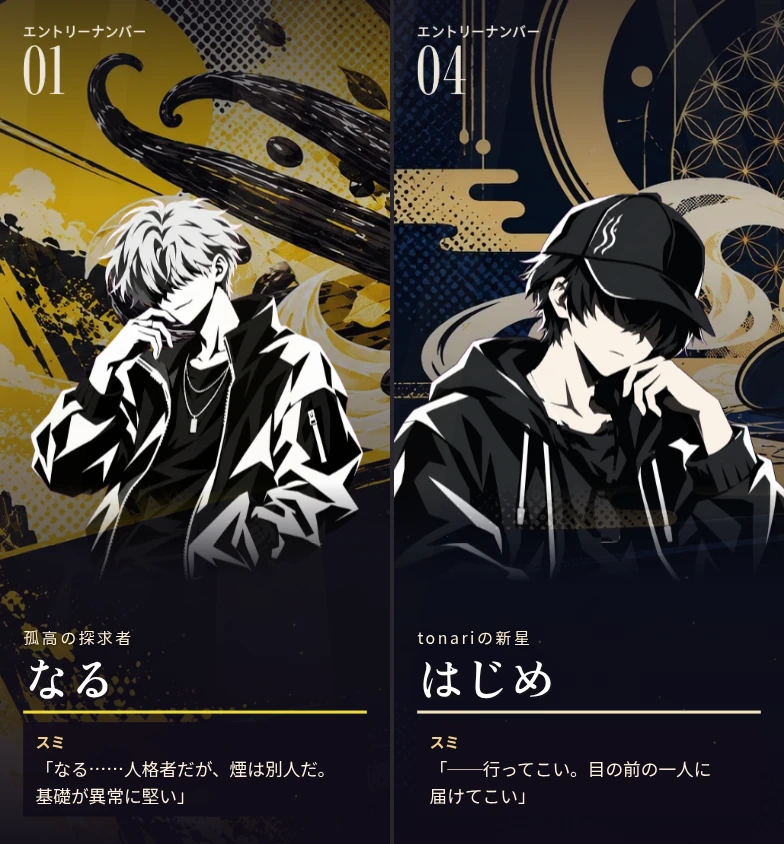 エントリーナンバー
01
孤高の探求者
なる
スミ
「なる……人格者だが、煙は別人だ。
基礎が異常に堅い」
エントリーナンバー
04
tonariの新星
はじめ
スミ
「──行ってこい。目の前の一人に
届けてこい」